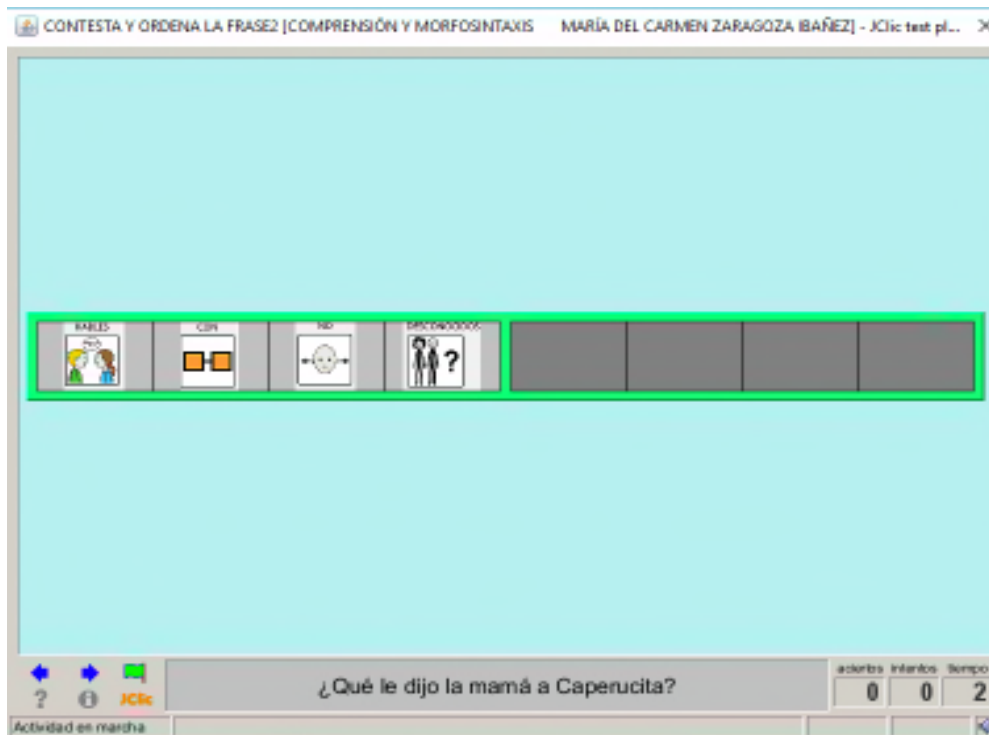 CONTESTA Y ORDENA LA FRASE2 [COMPRENSIÓN Y MORFOSINTAXIS MARÍA DEL CARMEN ZARAGOZA IBAÑEZ] - JClic test pl...
HABLES CON NO DESCONOCIDOS
?
¿Qué le dijo la mamá a Caperucita?
aciertos intentos tiempo
0 0 2
? i JClic
Actividad en marcha